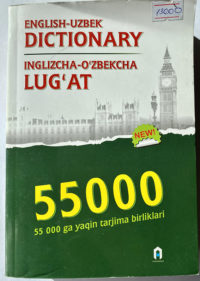 ENGLISH-UZBEK
DICTIONARY
INGLIZCHA-O‘ZBEKCHA
LUG‘AT
NEW!
55000
55 000 ga yaqin tarjima birliklari